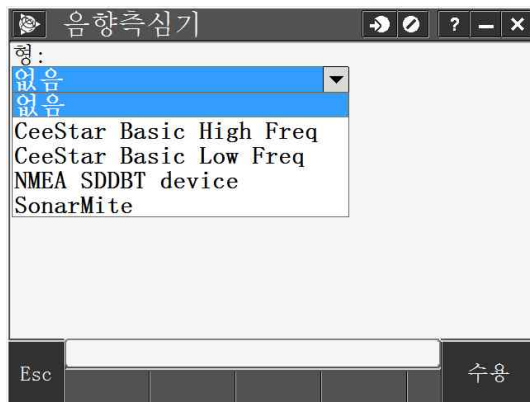 음향측심기
? – ×
형:
없음
없음
CeeStar Basic High Freq
CeeStar Basic Low Freq
NMEA SDDBT device
SonarMite
Esc
수용